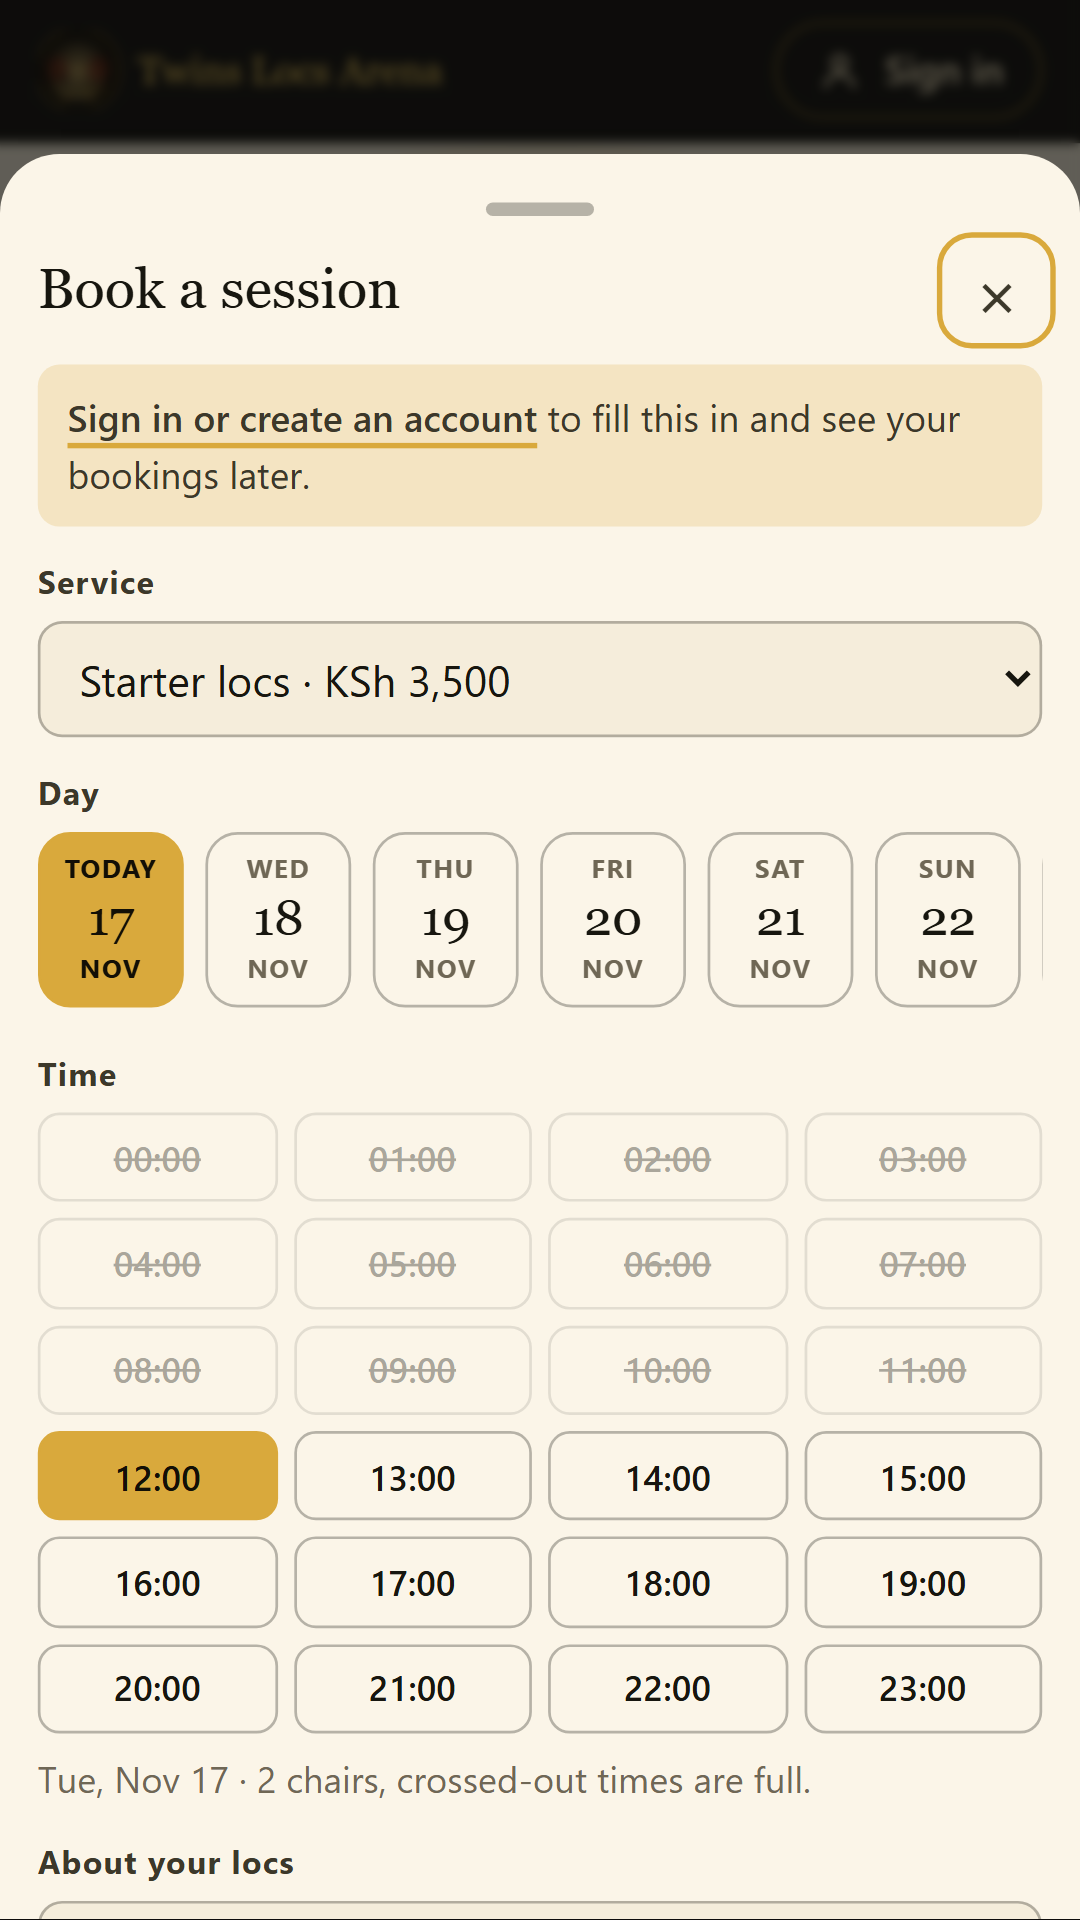 Twins Locs Arena
Sign in
Book a session
Sign in or create an account to fill this in and see your
bookings later.
Service
Starter locs · KSh 3,500
Day
TODAY WED THU FRI SAT SUN
17 18 19 20 21 22
NOV NOV NOV NOV NOV NOV
Time
00:00 01:00 02:00 03:00
04:00 05:00 06:00 07:00
08:00 09:00 10:00 11:00
12:00 13:00 14:00 15:00
16:00 17:00 18:00 19:00
20:00 21:00 22:00 23:00
Tue, Nov 17 · 2 chairs, crossed-out times are full.
About your locs